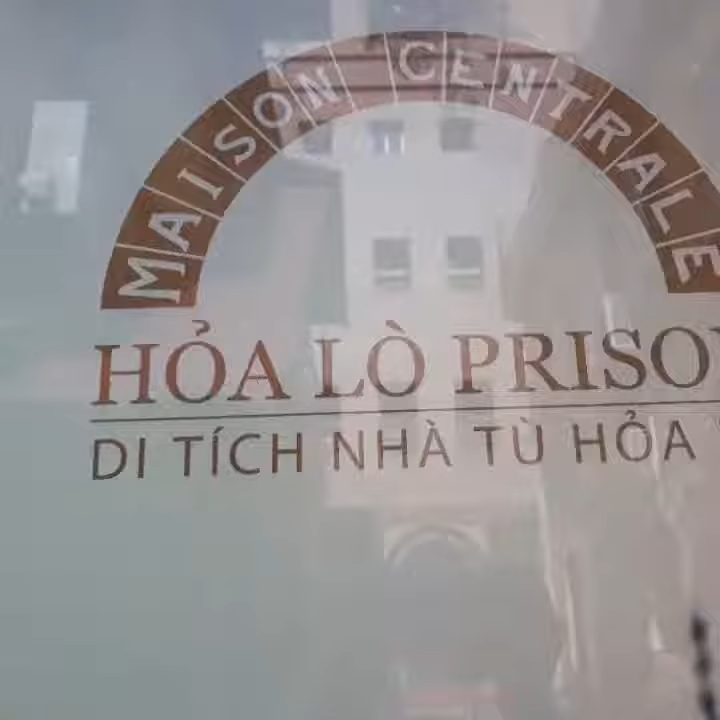 MAISON CENTRALE
HỎA LÒ PRISO
DI TÍCH NHÀ TÙ HỎA